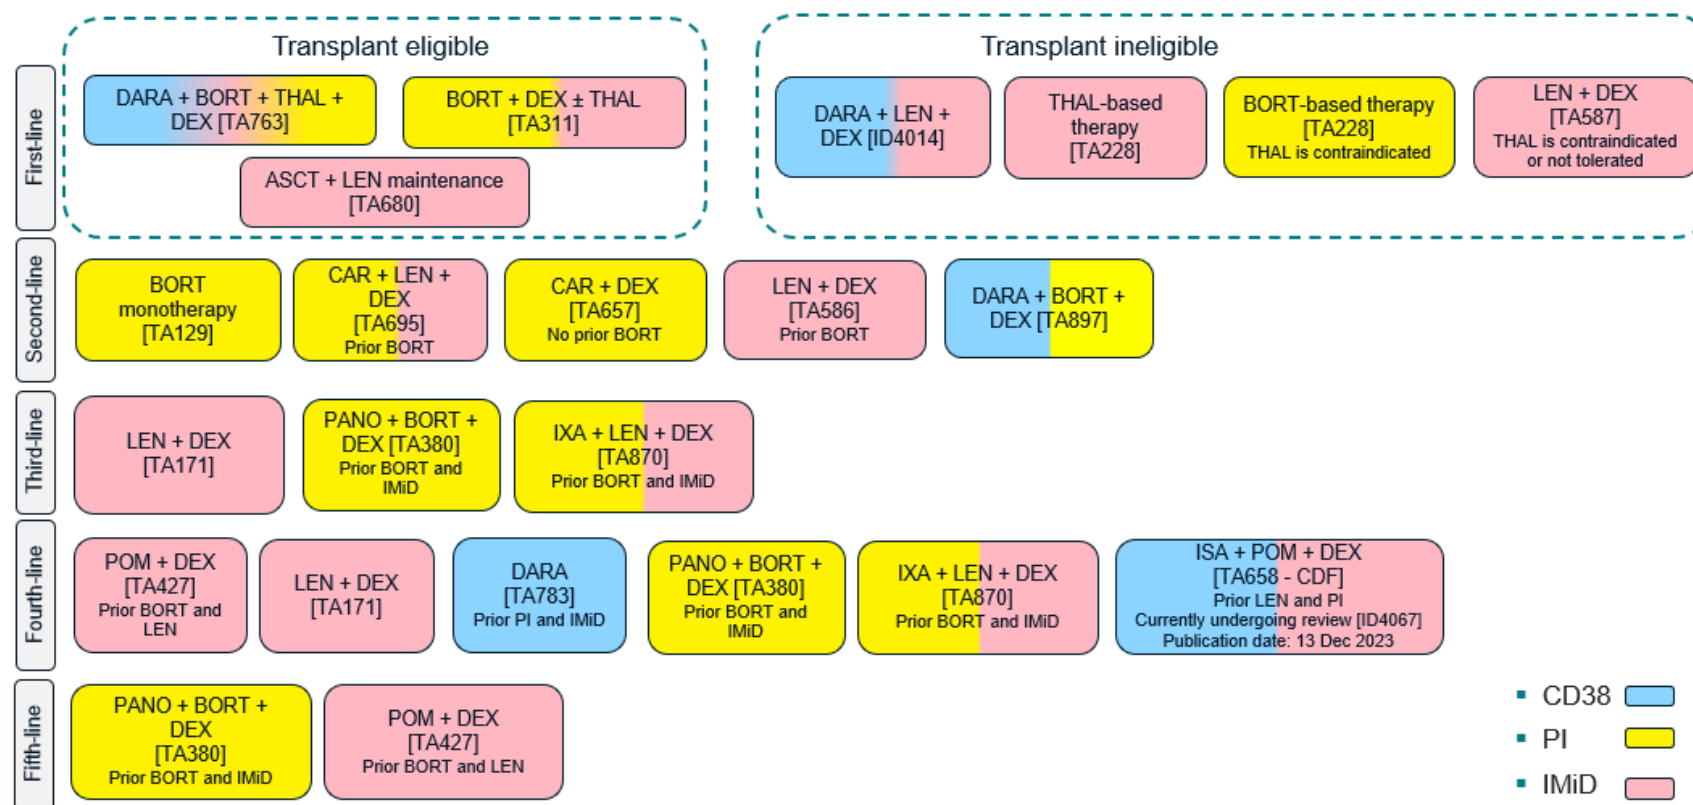 Transplant eligible
Transplant ineligible
First-line
DARA + BORT + THAL +
DEX [TA763]
BORT + DEX ± THAL
[TA311]
ASCT + LEN maintenance
[TA680]
DARA + LEN +
DEX [ID4014]
THAL-based
therapy
[TA228]
BORT-based therapy
[TA228]
THAL is contraindicated
LEN + DEX
[TA587]
THAL is contraindicated
or not tolerated
Second-line
BORT
monotherapy
[TA129]
CAR + LEN +
DEX
[TA695]
Prior BORT
CAR + DEX
[TA657]
No prior BORT
LEN + DEX
[TA586]
Prior BORT
DARA + BORT +
DEX [TA897]
Third-line
LEN + DEX
[TA171]
PANO + BORT +
DEX [TA380]
Prior BORT and
IMiD
IXA + LEN + DEX
[TA870]
Prior BORT and IMiD
Fourth-line
POM + DEX
[TA427]
Prior BORT and
LEN
LEN + DEX
[TA171]
DARA
[TA783]
Prior PI and IMiD
PANO + BORT +
DEX [TA380]
Prior BORT and
IMiD
IXA + LEN + DEX
[TA870]
Prior BORT and IMiD
ISA + POM + DEX
[TA658 - CDF]
Prior LEN and PI
Currently undergoing review [ID4067]
Publication date: 13 Dec 2023
Fifth-line
PANO + BORT +
DEX
[TA380]
Prior BORT and IMiD
POM + DEX
[TA427]
Prior BORT and LEN
▪ CD38
▪ PI
▪ IMiD